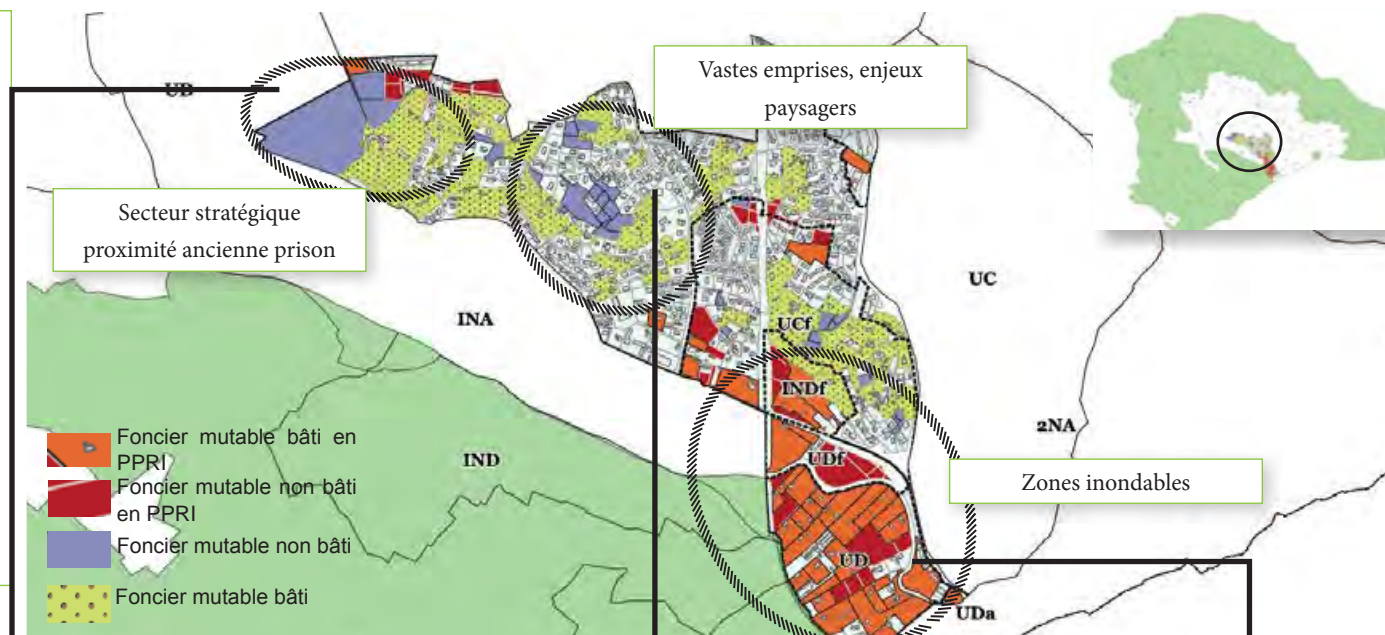 Vastes emprises, enjeux
paysagers
UB
Secteur stratégique
proximité ancienne prison
UC
INA
UCf
INDf
2NA
Foncier mutable bâti en
PPRI
IND
UDf
Foncier mutable non bâti
en PPRI
Zones inondables
Foncier mutable non bâti
UD
Foncier mutable bâti
UDa